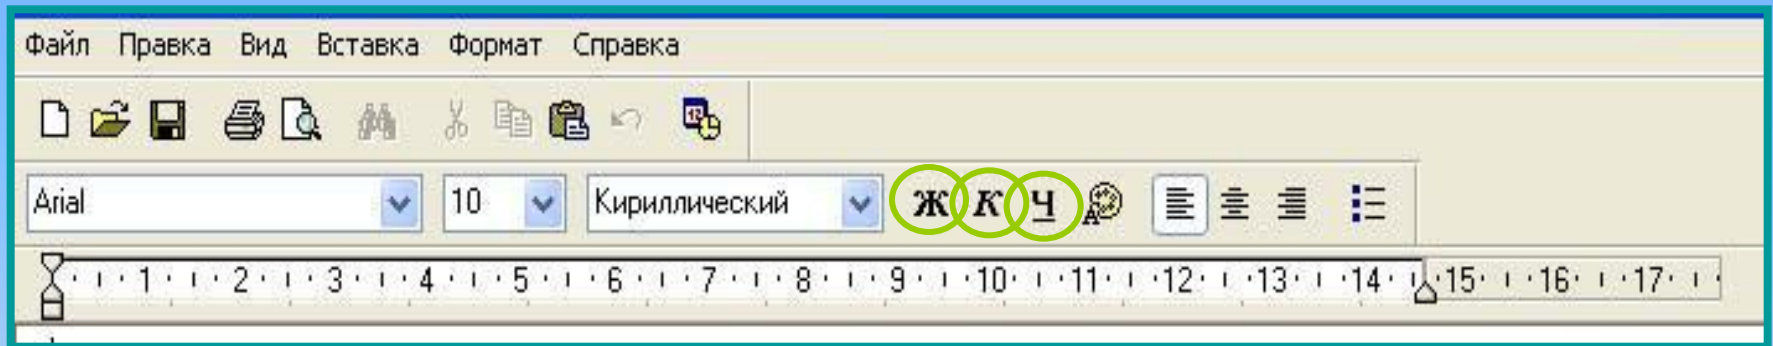 Файл Правка Вид Вставка Формат Справка
12
Arial 10 Кириллический Ж К Ч А
1 2 3 4 5 6 7 8 9 10 11 12 13 14 15 16 17